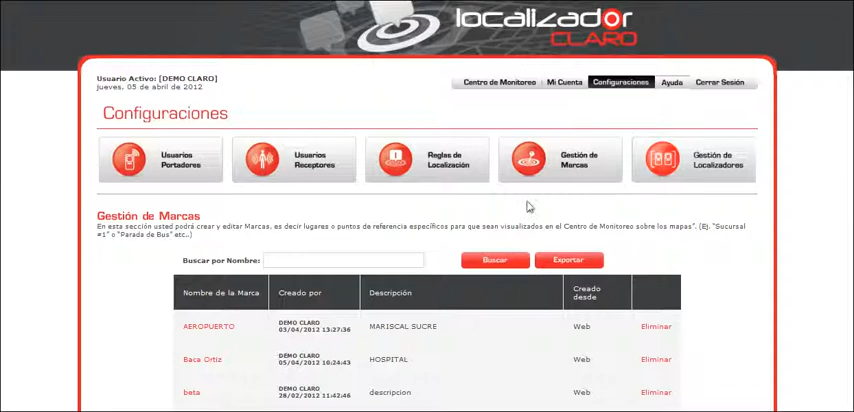 localizador
CLARO
Usuario Activo: [DEMO CLARO]
jueves, 05 de abril de 2012
Centro de Monitoreo | Mi Cuenta Configuraciones Ayuda Cerrar Sesión
Configuraciones
Usuarios Portadores
Usuarios Receptores
Reglas de Localización
Gestión de Marcas
Gestión de Localizadores
Gestión de Marcas
En esta sección usted podrá crear y editar Marcas, es decir lugares o puntos de referencia específicos para que sean visualizados en el Centro de Monitoreo sobre los mapas". (Ej. "Sucursal
#1" o "Parada de Bus" etc..)
Buscar por Nombre: Buscar Exportar
Nombre de la Marca Creado por Descripción Creado desde
AEROPUERTO DEMO CLARO 03/04/2012 13:27:36 MARISCAL SUCRE Web Eliminar
Baca Ortiz DEMO CLARO 05/04/2012 10:24:43 HOSPITAL Web Eliminar
beta DEMO CLARO 28/02/2012 11:42:46 descripcion Web Eliminar